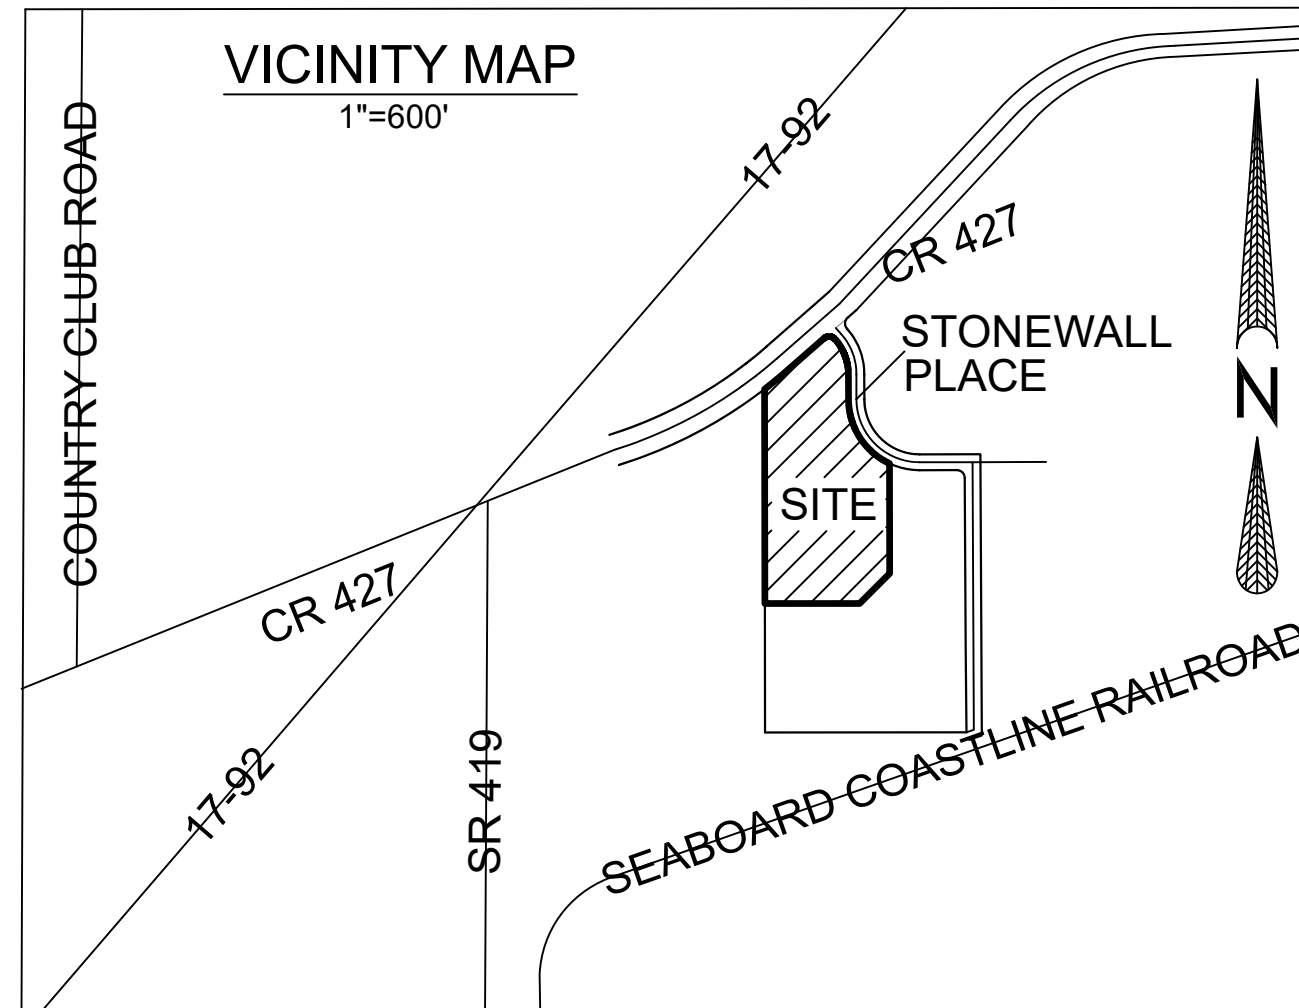 VICINITY MAP
1"=600'
COUNTRY CLUB ROAD
17-92
CR 427
STONEWALL
PLACE
N
SITE
CR 427
17-92
SR 419
SEABOARD COASTLINE RAILROAD